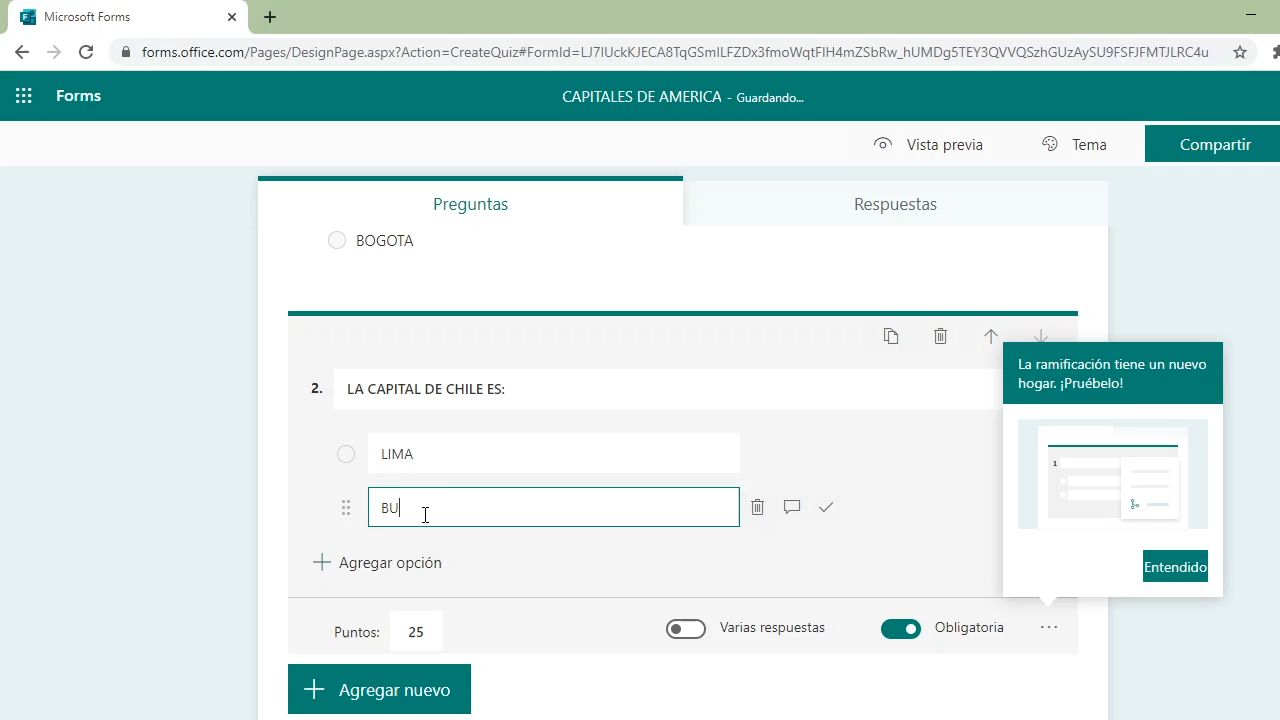 Microsoft Forms
forms.office.com/Pages/DesignPage.aspx?Action=CreateQuiz#FormId=LJ7IUckKJECA8TqGSmILFZDx3fmoWqtFIH4mZSbRw_hUMDg5TEY3QVVQSzhGUzAySU9FSFJFMTJLRC4u
Forms
CAPITALES DE AMERICA - Guardando...
Vista previa
Tema
Compartir
Preguntas
Respuestas
BOGOTA
2. LA CAPITAL DE CHILE ES:
LIMA
BU
Agregar opción
Puntos: 25
Varias respuestas
Obligatoria
Agregar nuevo
La ramificación tiene un nuevo
hogar. ¡Pruébelo!
1
Entendido